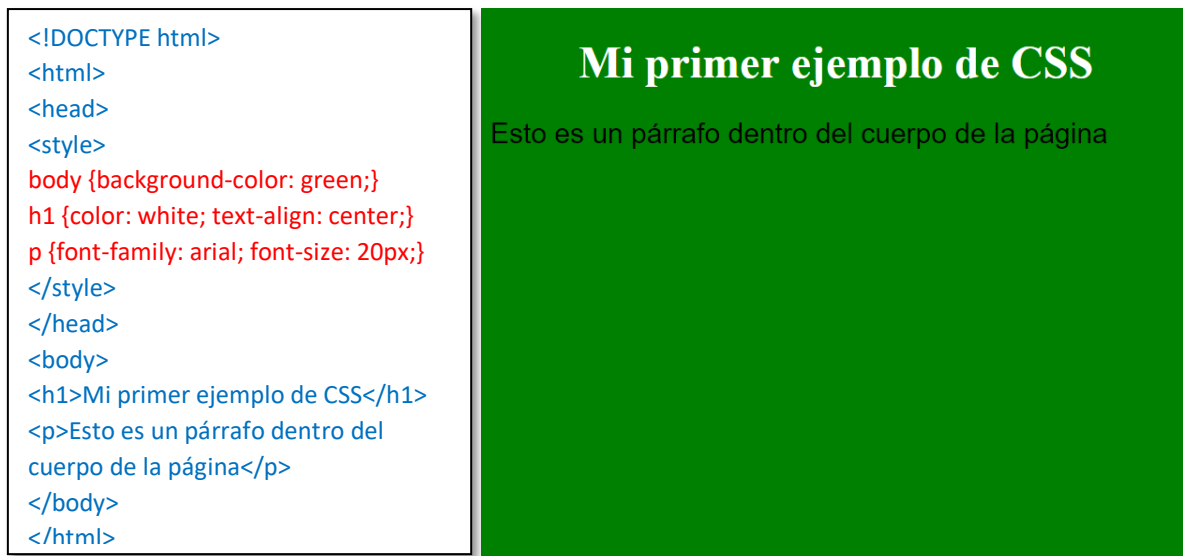 <!DOCTYPE html>
<html>
<head>
<style>
body {background-color: green;}
h1 {color: white; text-align: center;}
p {font-family: arial; font-size: 20px;}
</style>
</head>
<body>
<h1>Mi primer ejemplo de CSS</h1>
<p>Esto es un párrafo dentro del
cuerpo de la página</p>
</body>
</html>
Mi primer ejemplo de CSS
Esto es un párrafo dentro del cuerpo de la página